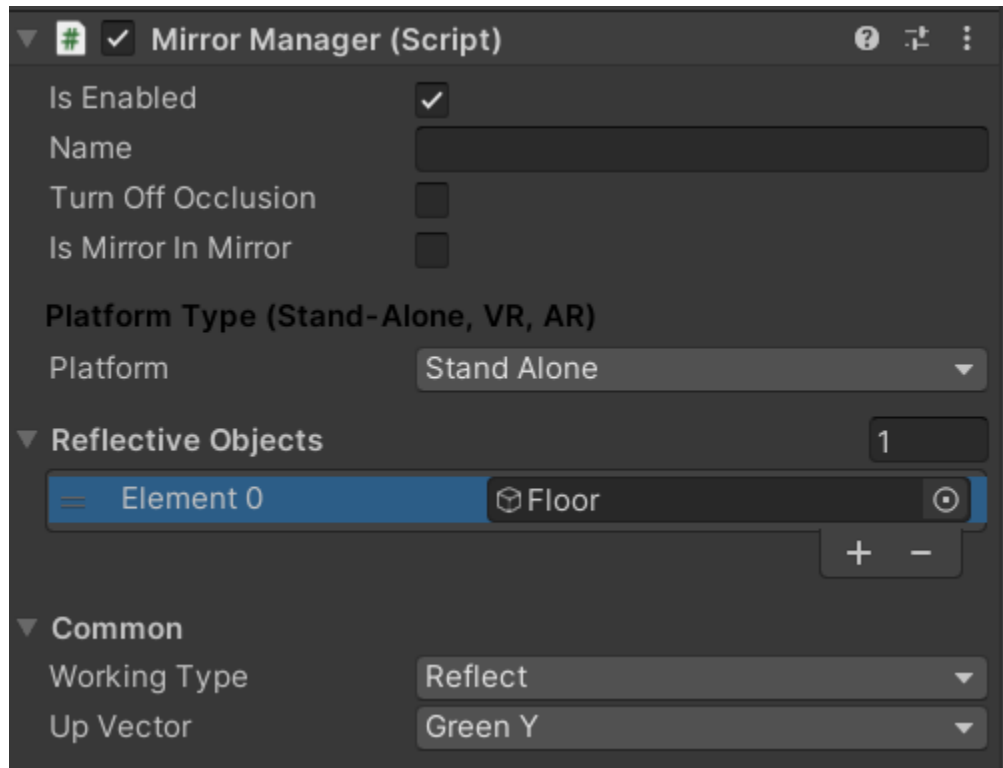 Mirror Manager (Script)
Is Enabled
Name
Turn Off Occlusion
Is Mirror In Mirror
Platform Type (Stand-Alone, VR, AR)
Platform Stand Alone
Reflective Objects 1
Element 0 Floor
Common
Working Type Reflect
Up Vector Green Y